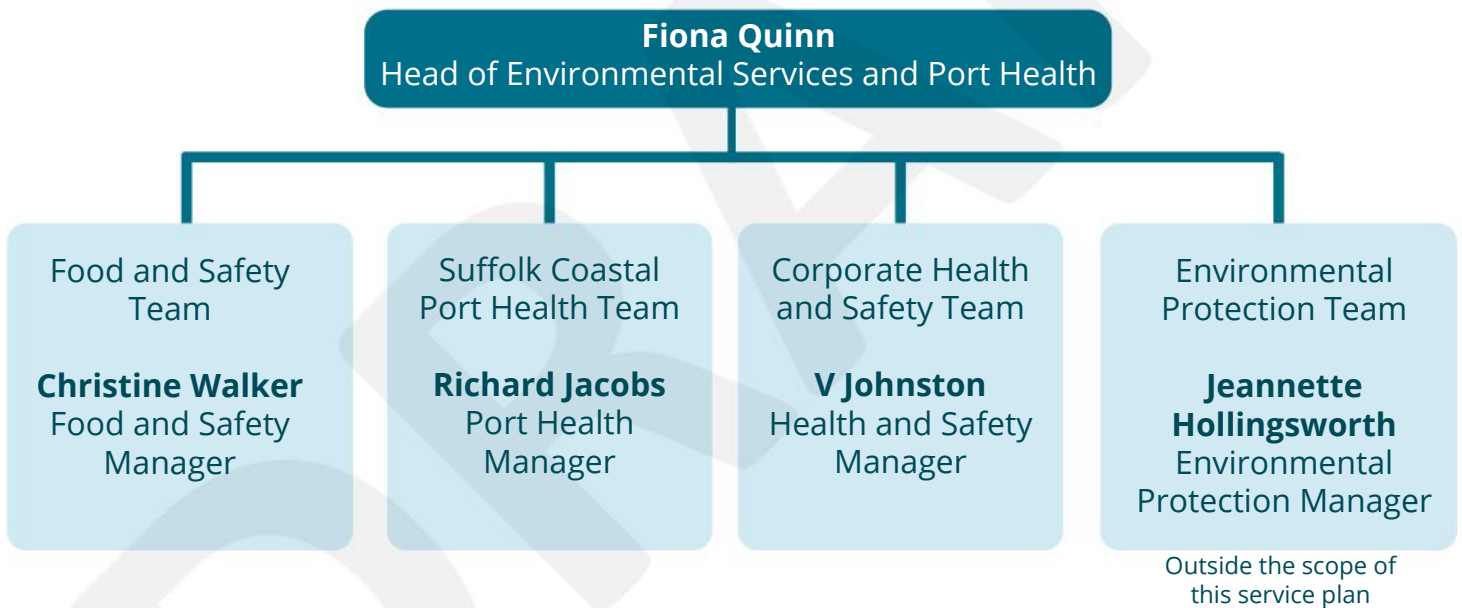 Fiona Quinn
Head of Environmental Services and Port Health
Food and Safety
Team
Christine Walker
Food and Safety
Manager
Suffolk Coastal
Port Health Team
Richard Jacobs
Port Health
Manager
Corporate Health
and Safety Team
V Johnston
Health and Safety
Manager
Environmental
Protection Team
Jeannette
Hollingsworth
Environmental
Protection Manager
Outside the scope of
this service plan